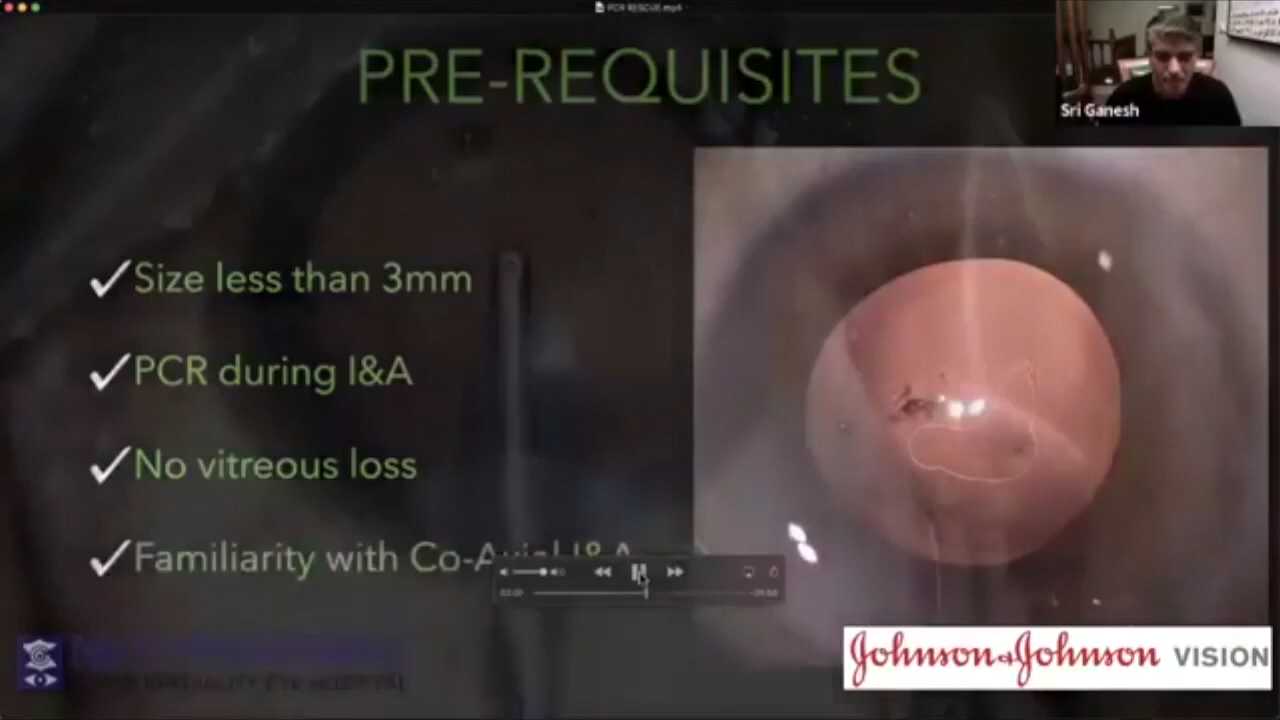 PCR RESCUE.mp4
PRE-REQUISITES
Sri Ganesh
Size less than 3mm
PCR during I&A
No vitreous loss
Familiarity with Co-Axial I&A
Johnson&Johnson VISION